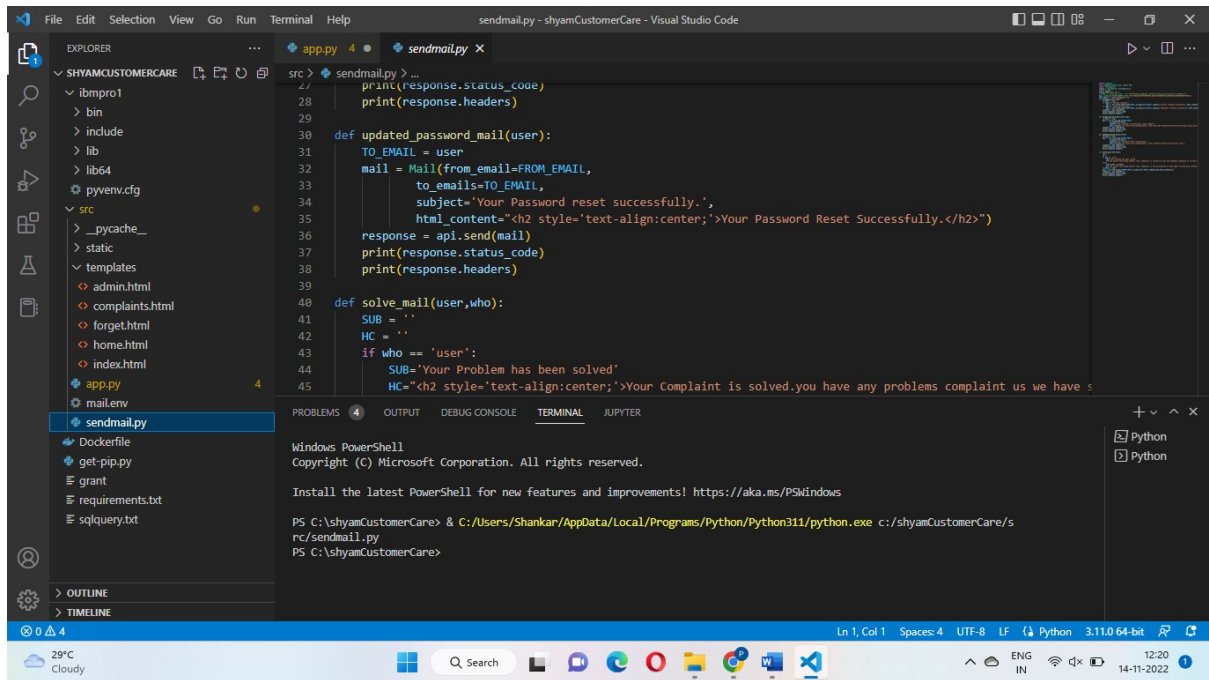 File Edit Selection View Go Run Terminal Help sendmail.py - shyamCustomerCare - Visual Studio Code
EXPLORER
SHYAMCUSTOMERCARE
ibmpro1
bin
include
lib
lib64
pyvenv.cfg
src
__pycache__
static
templates
admin.html
complaints.html
forget.html
home.html
index.html
app.py 4
mail.env
sendmail.py
Dockerfile
get-pip.py
grant
requirements.txt
sqlquery.txt
OUTLINE
TIMELINE
app.py 4 sendmail.py
src > sendmail.py > ...
27 print(response.status_code)
28 print(response.headers)
29
30 def updated_password_mail(user):
31 TO_EMAIL = user
32 mail = Mail(from_email=FROM_EMAIL,
33 to_emails=TO_EMAIL,
34 subject='Your Password reset successfully.',
35 html_content="<h2 style='text-align:center;'>Your Password Reset Successfully.</h2>")
36 response = api.send(mail)
37 print(response.status_code)
38 print(response.headers)
39
40 def solve_mail(user,who):
41 SUB = ''
42 HC = ''
43 if who == 'user':
44 SUB='Your Problem has been solved'
45 HC="<h2 style='text-align:center;'>Your Complaint is solved.you have any problems complaint us we have s
PROBLEMS 4 OUTPUT DEBUG CONSOLE TERMINAL JUPYTER
Windows PowerShell
Copyright (C) Microsoft Corporation. All rights reserved.
Install the latest PowerShell for new features and improvements! https://aka.ms/PSWindows
PS C:\shyamCustomerCare> & C:/Users/Shankar/AppData/Local/Programs/Python/Python311/python.exe c:/shyamCustomerCare/s
rc/sendmail.py
PS C:\shyamCustomerCare>
Python
Python
0 4 Ln 1, Col 1 Spaces: 4 UTF-8 LF Python 3.11.0 64-bit
29°C
Cloudy
Search
ENG
IN
12:20
14-11-2022
1